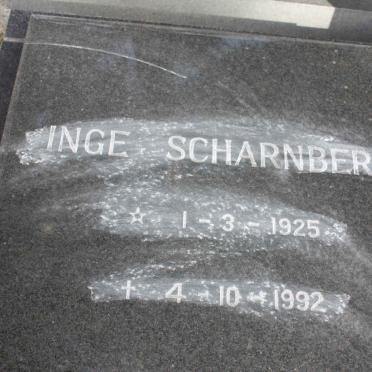 INGE SCHARNBER
☆ 1-3-1925
† 4-10-1992